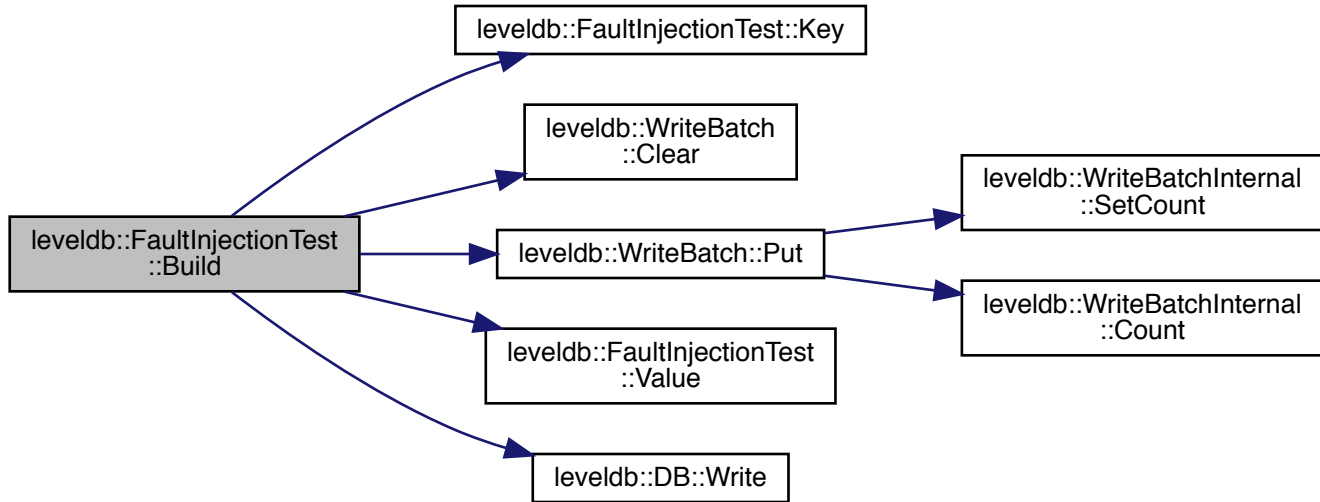 leveldb::FaultInjectionTest::Key
leveldb::WriteBatch
::Clear
leveldb::WriteBatchInternal
::SetCount
leveldb::FaultInjectionTest
::Build
leveldb::WriteBatch::Put
leveldb::WriteBatchInternal
::Count
leveldb::FaultInjectionTest
::Value
leveldb::DB::Write